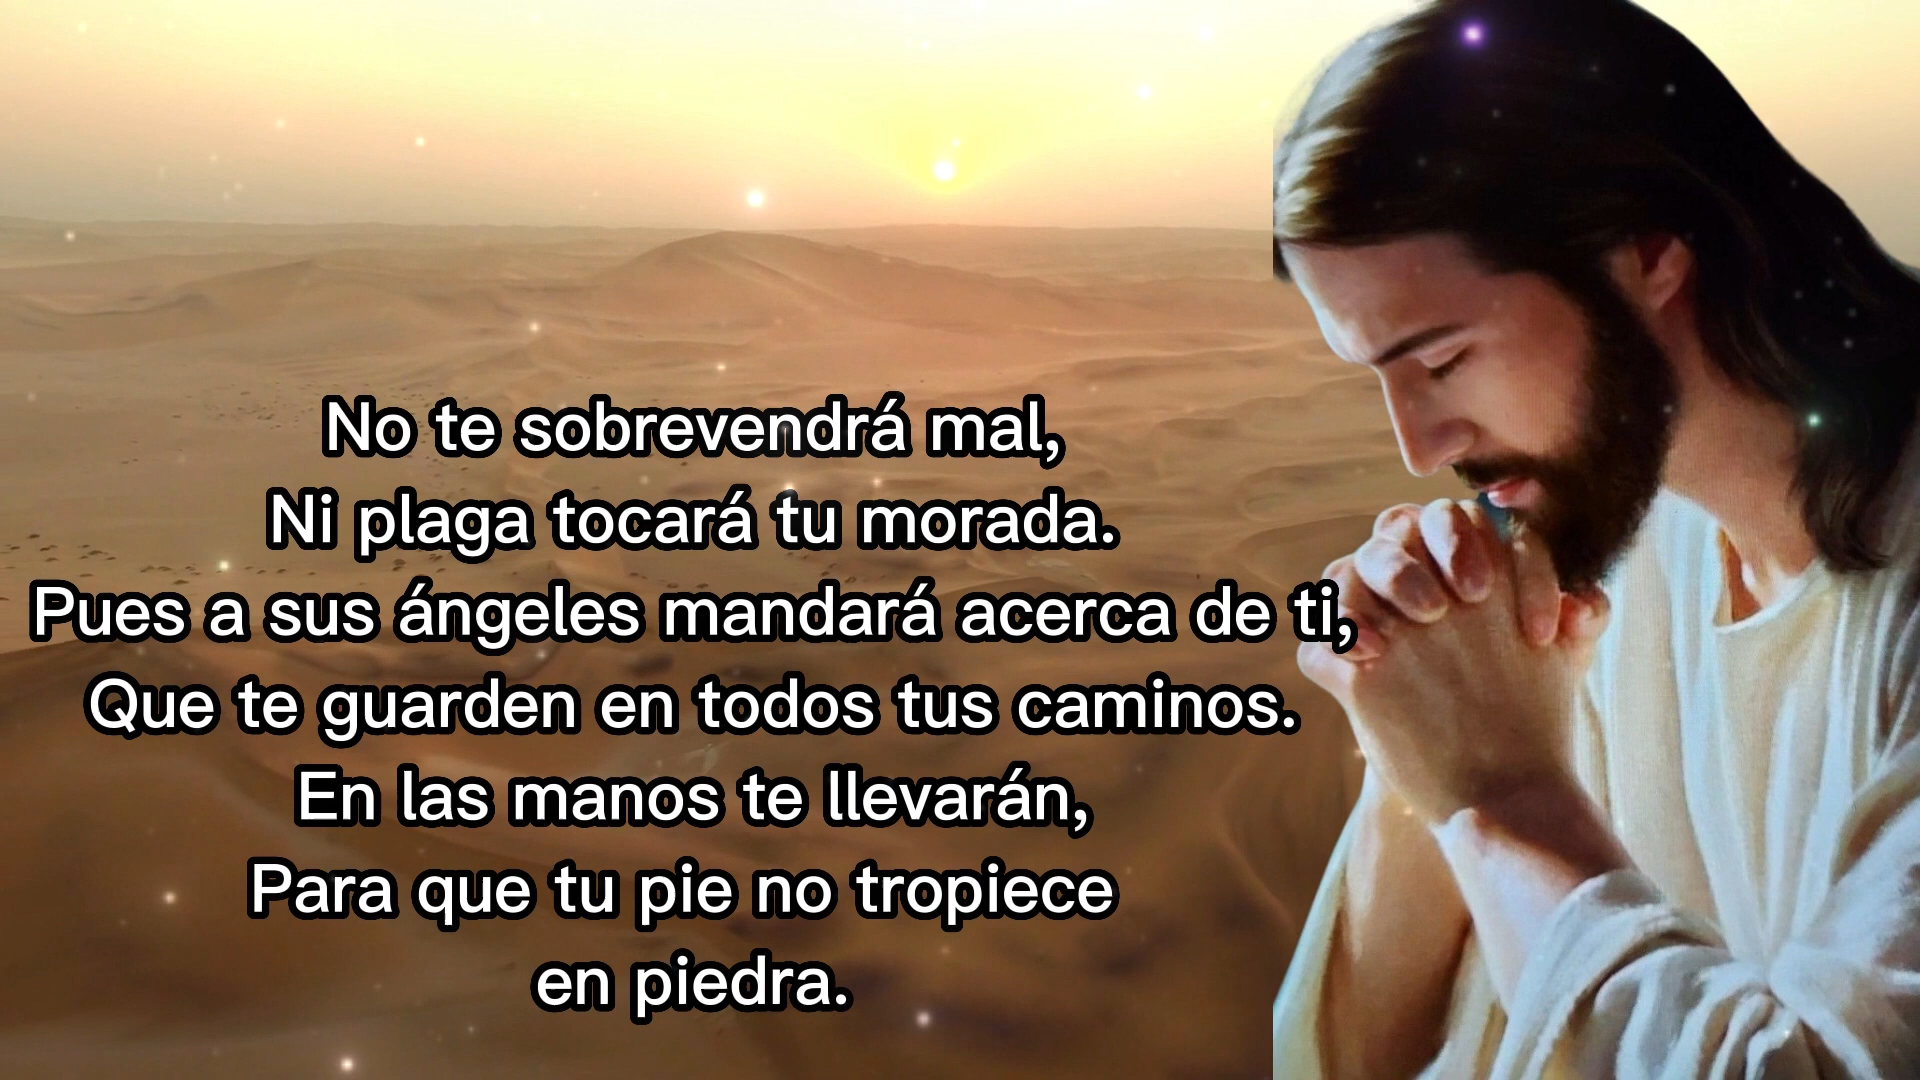 No te sobrevendrá mal,
Ni plaga tocará tu morada.
Pues a sus ángeles mandará acerca de ti,
Que te guarden en todos tus caminos.
En las manos te llevarán,
Para que tu pie no tropiece
en piedra.